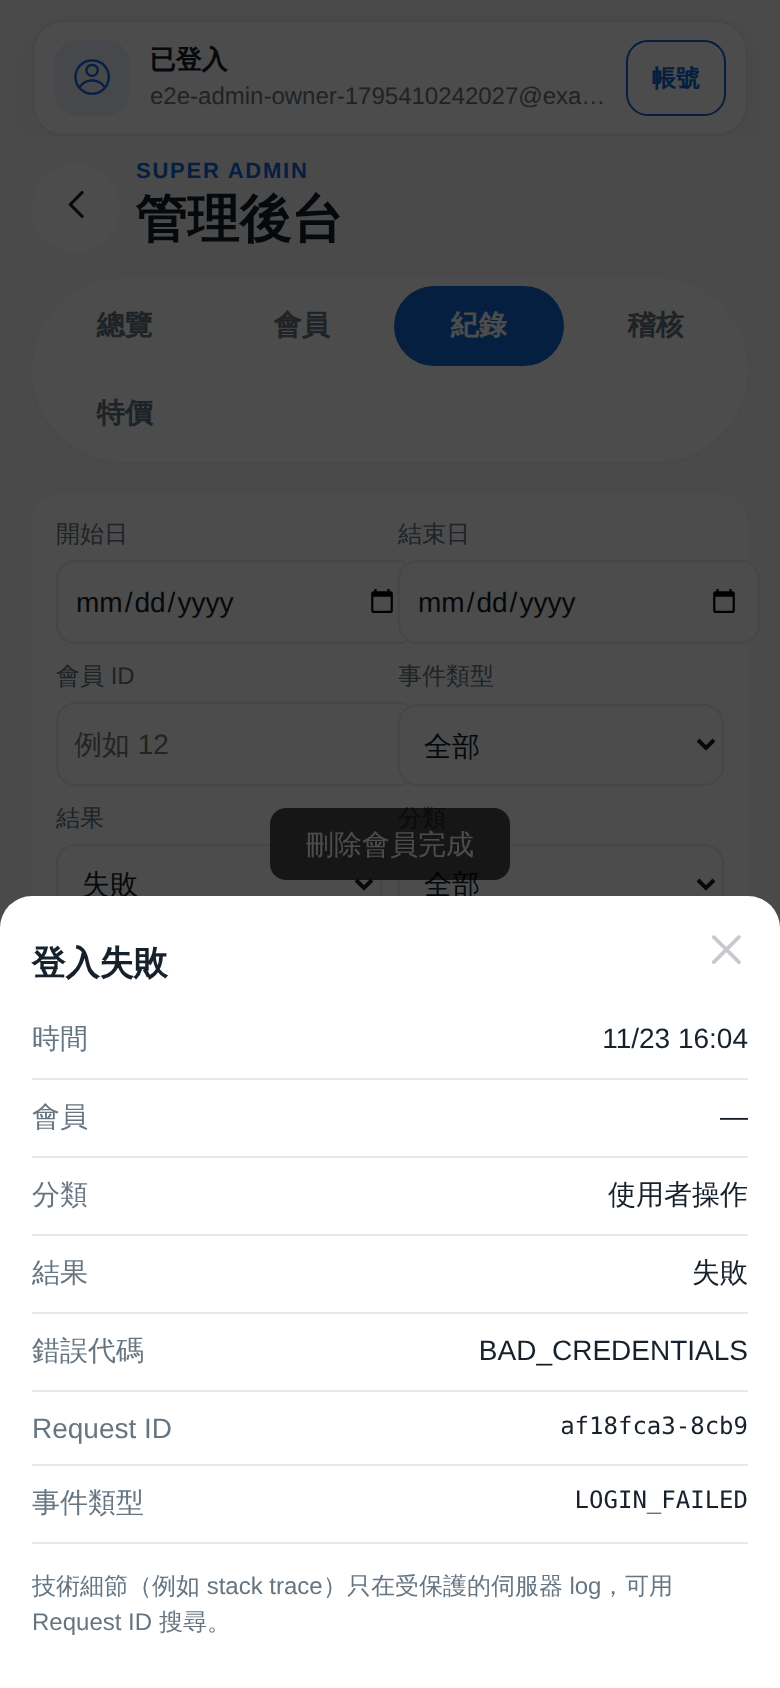 已登入
e2e-admin-owner-1795410242027@exa...
帳號
SUPER ADMIN
管理後台
總覽
會員
紀錄
稽核
特價
開始日
結束日
mm/dd/yyyy
mm/dd/yyyy
會員 ID
事件類型
例如 12
全部
結果
分類
刪除會員完成
失敗
全部
登入失敗
時間
11/23 16:04
會員
—
分類
使用者操作
結果
失敗
錯誤代碼
BAD_CREDENTIALS
Request ID
af18fca3-8cb9
事件類型
LOGIN_FAILED
技術細節（例如 stack trace）只在受保護的伺服器 log，可用
Request ID 搜尋。